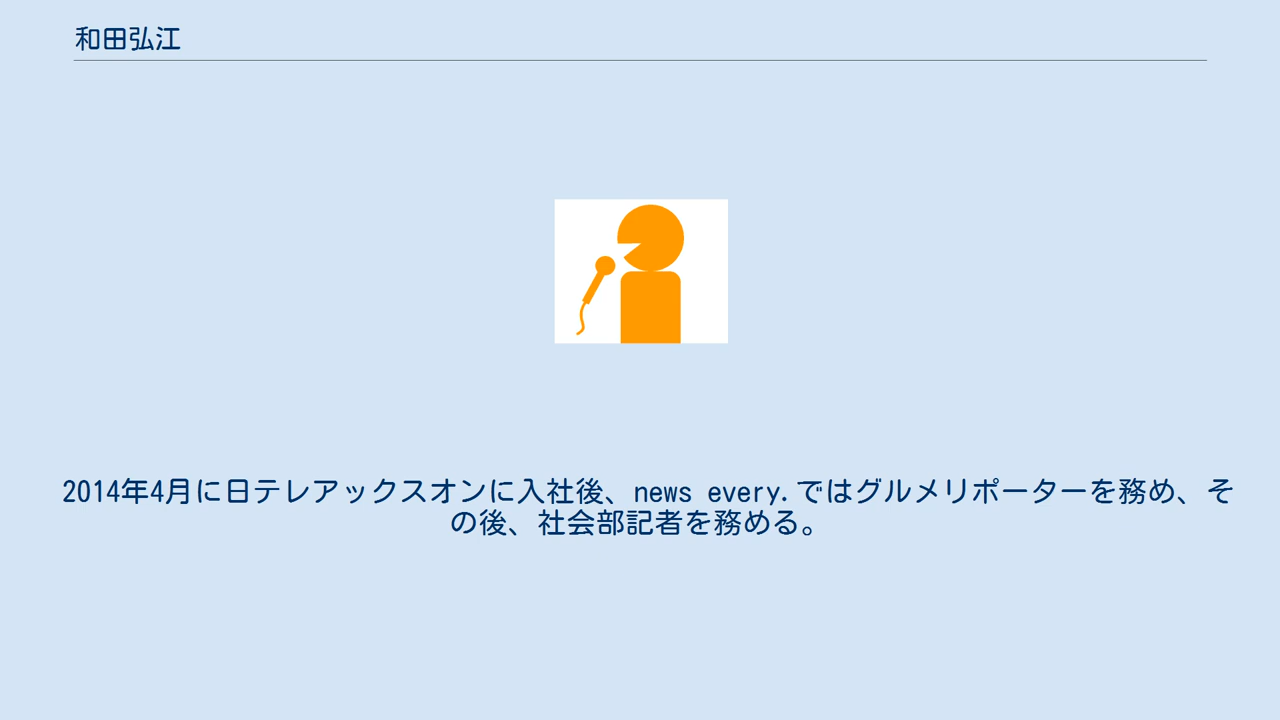 和田弘江
2014年4月に日テレアックスオンに入社後、news every.ではグルメリポーターを務め、そ
の後、社会部記者を務める。